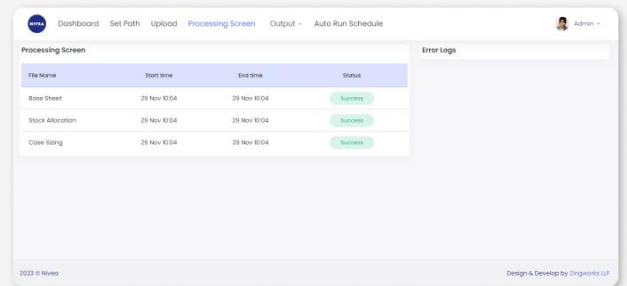 NIVEA Dashboard Set Path Upload Processing Screen Output Auto Run Schedule Admin
Processing Screen
Error Logs
File Name Start time End time Status
Base Sheet 29 Nov 10:04 29 Nov 10:04 Success
Stock Allocation 29 Nov 10:04 29 Nov 10:04 Success
Case Sizing 29 Nov 10:04 29 Nov 10:04 Success
2023 © Nivea
Design & Develop by Zingworks LLP